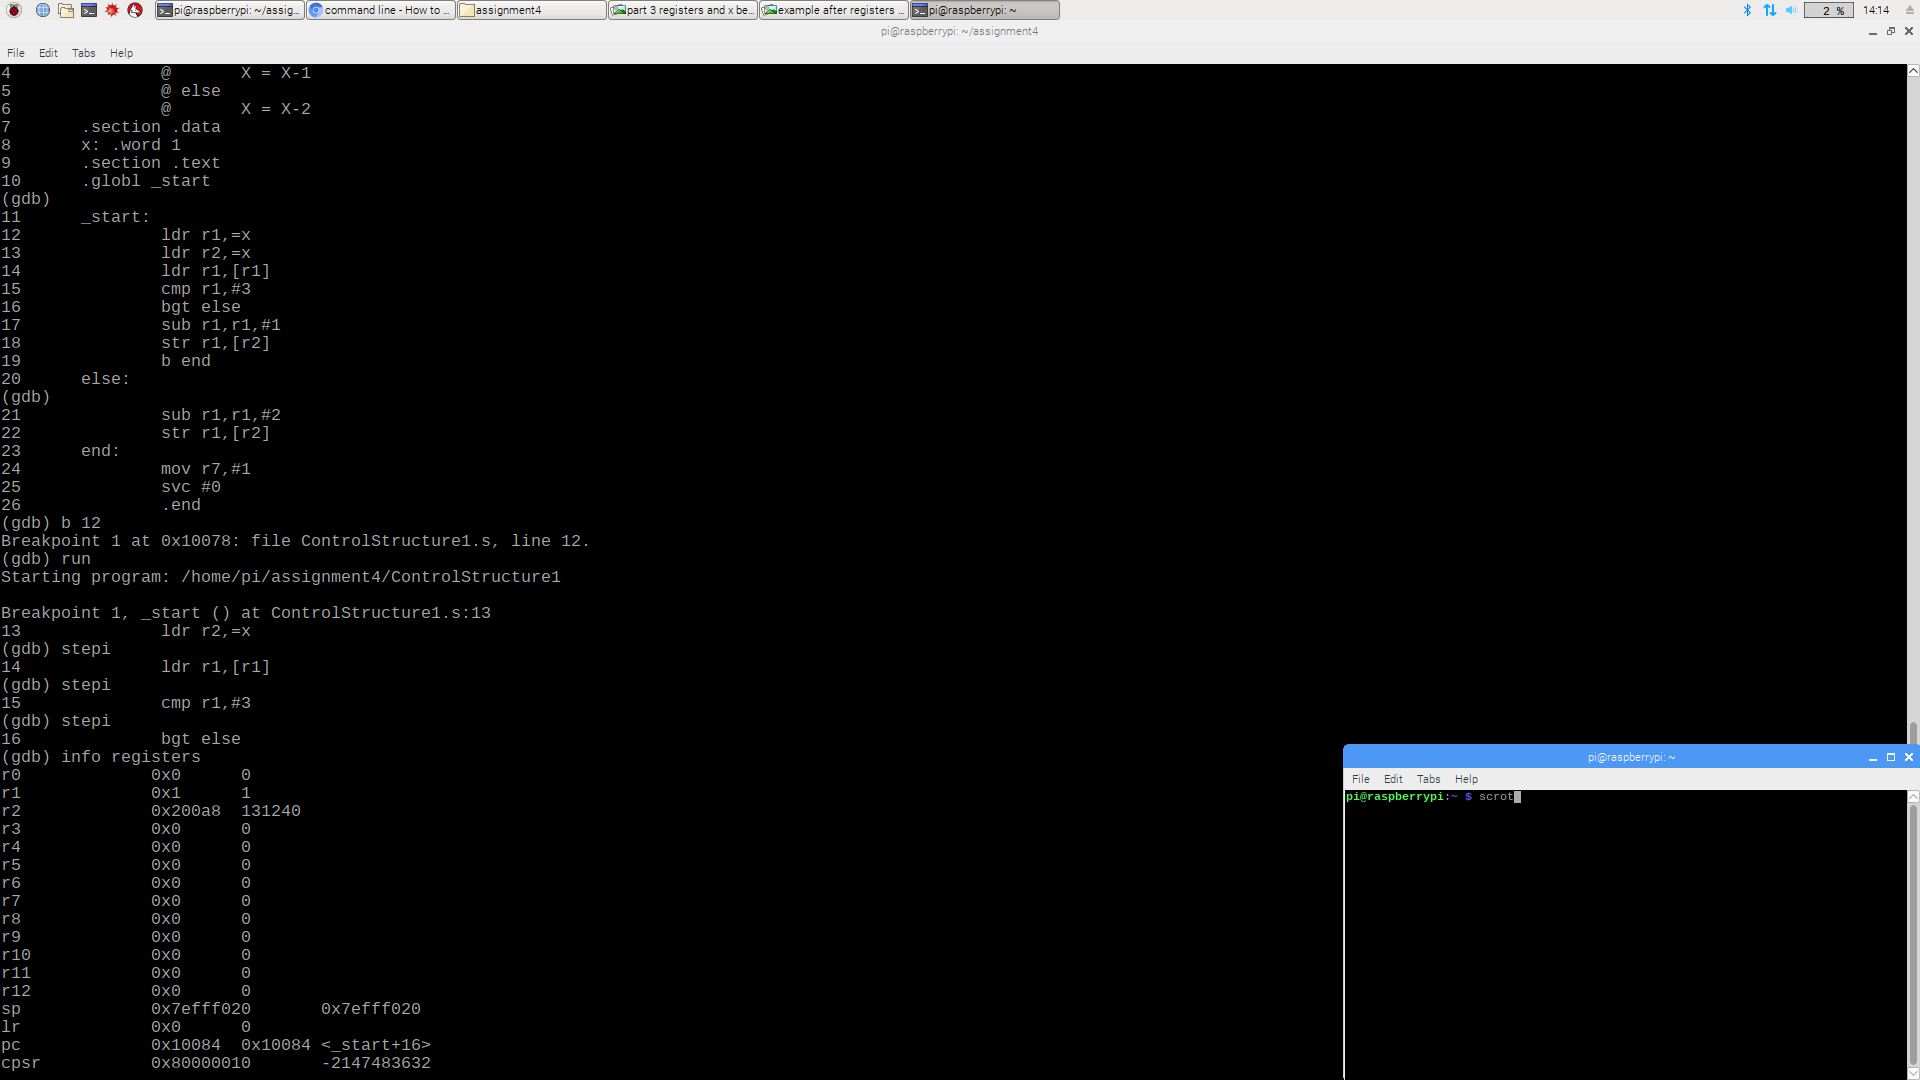 pi@raspberrypi: ~/assig... command line - How to ... assignment4 part 3 registers and x be... example after registers ... pi@raspberrypi: ~ 2 % 14:14
pi@raspberrypi: ~/assignment4
File Edit Tabs Help
4 @ X = X-1
5 @ else
6 @ X = X-2
7 .section .data
8 x: .word 1
9 .section .text
10 .globl _start
(gdb)
11 _start:
12 ldr r1,=x
13 ldr r2,=x
14 ldr r1,[r1]
15 cmp r1,#3
16 bgt else
17 sub r1,r1,#1
18 str r1,[r2]
19 b end
20 else:
(gdb)
21 sub r1,r1,#2
22 str r1,[r2]
23 end:
24 mov r7,#1
25 svc #0
26 .end
(gdb) b 12
Breakpoint 1 at 0x10078: file ControlStructure1.s, line 12.
(gdb) run
Starting program: /home/pi/assignment4/ControlStructure1
Breakpoint 1, _start () at ControlStructure1.s:13
13 ldr r2,=x
(gdb) stepi
14 ldr r1,[r1]
(gdb) stepi
15 cmp r1,#3
(gdb) stepi
16 bgt else
(gdb) info registers
r0 0x0 0
r1 0x1 1
r2 0x200a8 131240
r3 0x0 0
r4 0x0 0
r5 0x0 0
r6 0x0 0
r7 0x0 0
r8 0x0 0
r9 0x0 0
r10 0x0 0
r11 0x0 0
r12 0x0 0
sp 0x7efff020 0x7efff020
lr 0x0 0
pc 0x10084 0x10084 <_start+16>
cpsr 0x80000010 -2147483632
pi@raspberrypi: ~
File Edit Tabs Help
pi@raspberrypi:~ $ scrot